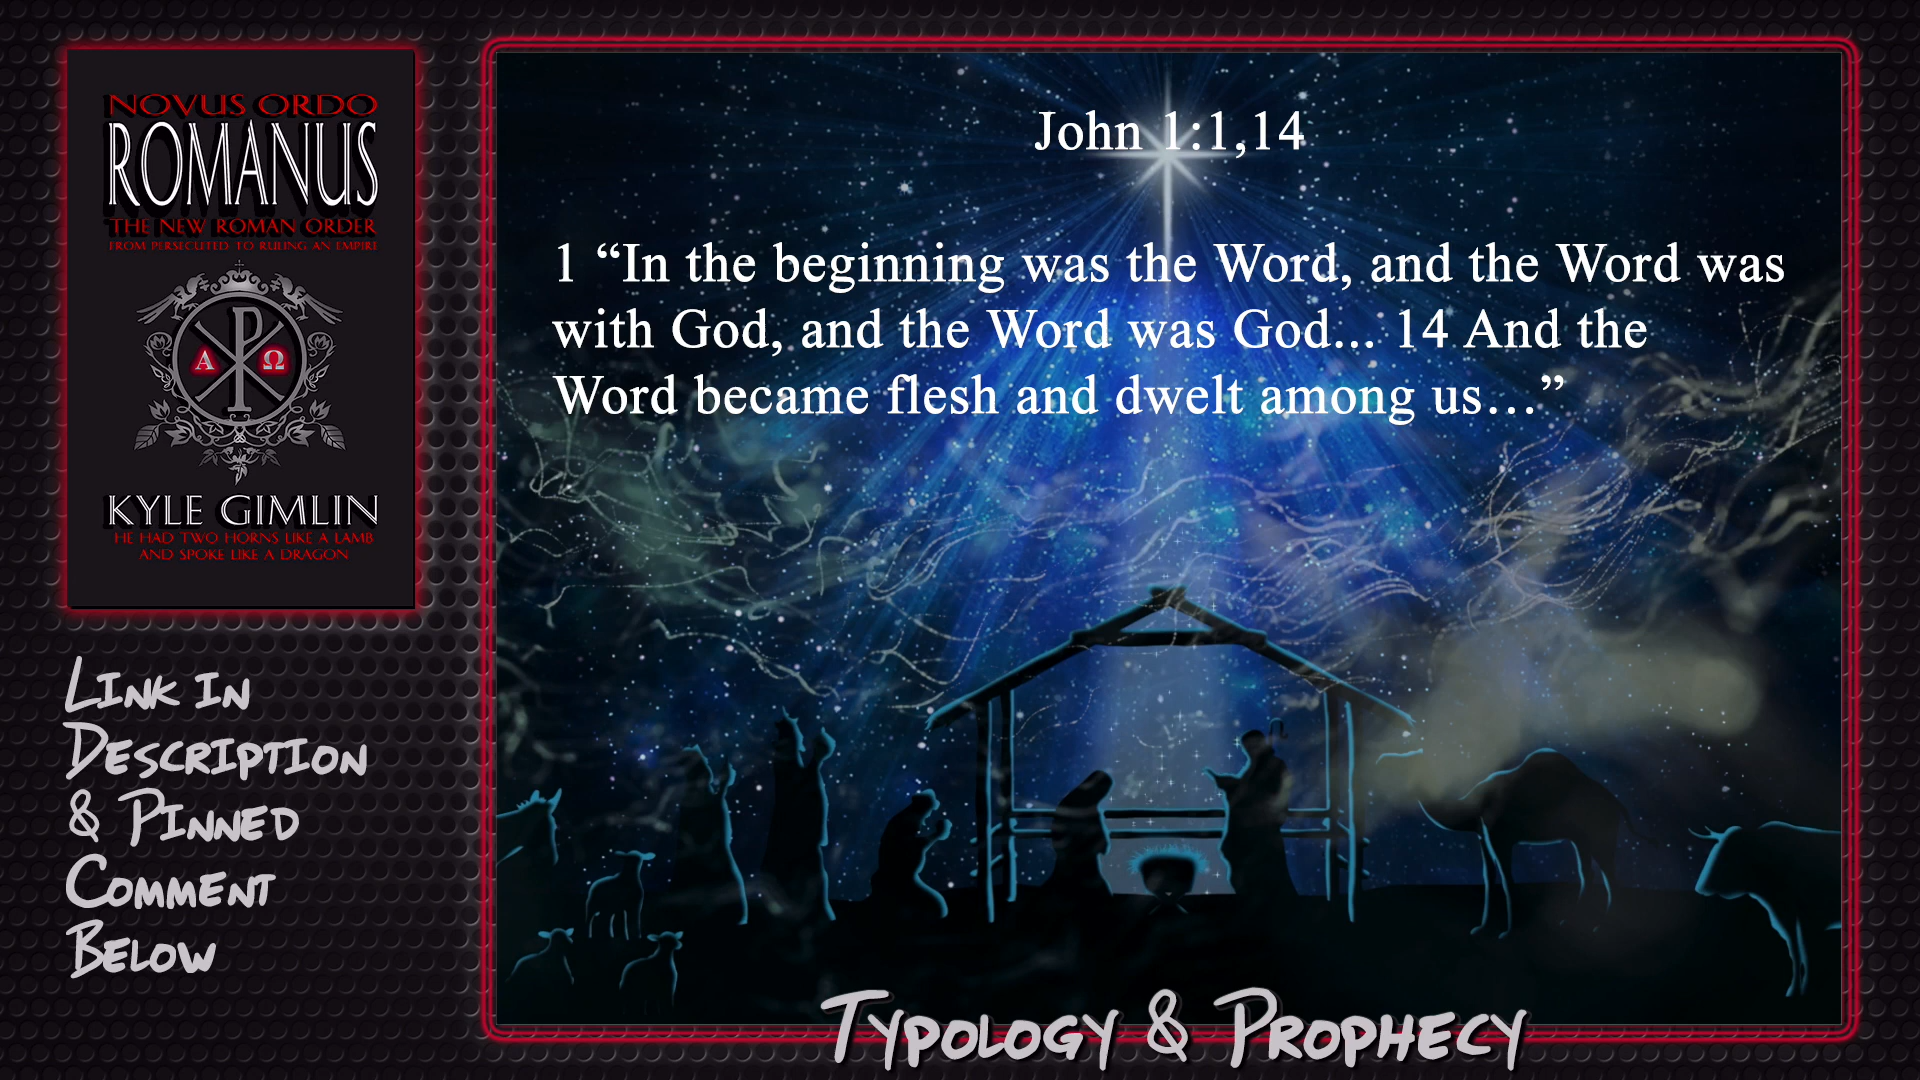 NOVUS ORDO
ROMANUS
THE NEW ROMAN ORDER
FROM PERSECUTED TO RULING AN EMPIRE
Α Ω
KYLE GIMLIN
HE HAD TWO HORNS LIKE A LAMB
AND SPOKE LIKE A DRAGON
LINK IN
DESCRIPTION
& PINNED
COMMENT
BELOW
John 1:1,14
1 “In the beginning was the Word, and the Word was
with God, and the Word was God... 14 And the
Word became flesh and dwelt among us…”
TYPOLOGY & PROPHECY